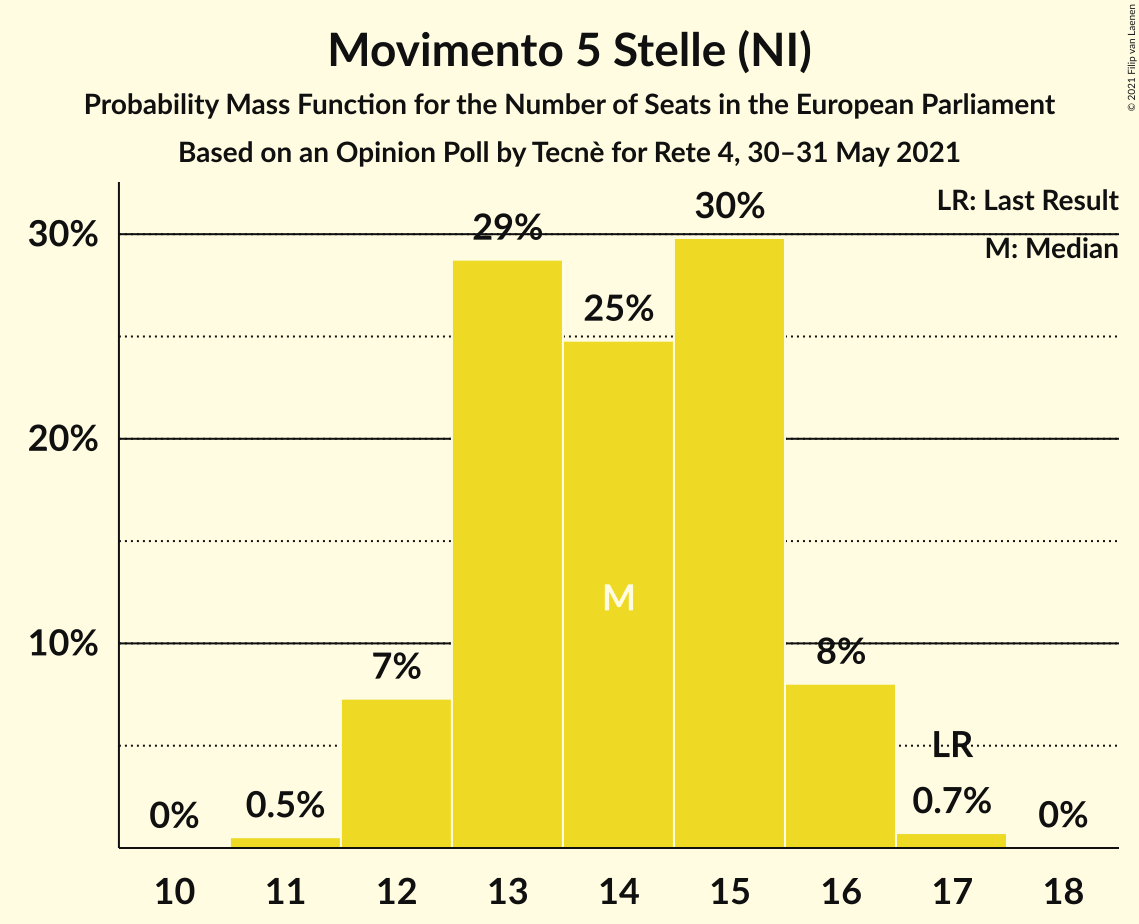 Movimento 5 Stelle (NI)
Probability Mass Function for the Number of Seats in the European Parliament
Based on an Opinion Poll by Tecnè for Rete 4, 30–31 May 2021
© 2021 Filip van Laenen
LR: Last Result
M: Median
30%
20%
10%
0%
0.5%
7%
29%
25%
30%
8%
0.7%
0%
M
LR
10 11 12 13 14 15 16 17 18